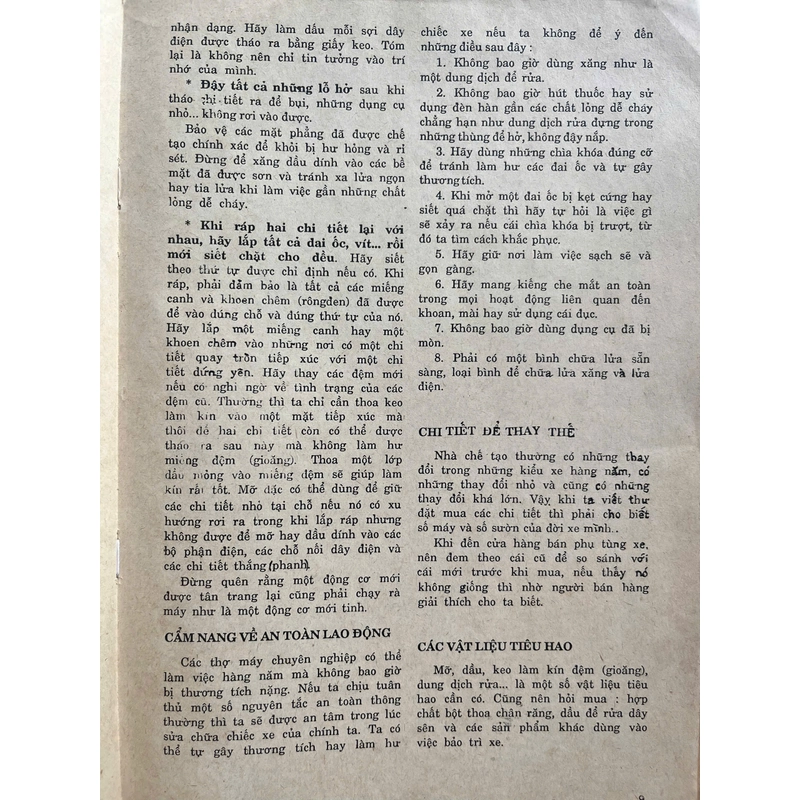 nhận dạng. Hãy làm dấu mỗi sợi dây
điện được tháo ra bằng giấy keo. Tóm
lại là không nên chỉ tin tưởng vào trí
nhớ của mình.
* Đậy tất cả những lỗ hở sau khi
tháo chi tiết ra để bụi, những dụng cụ
nhỏ... không rơi vào được.
Bảo vệ các mặt phẳng đã được chế
tạo chính xác để khỏi bị hư hỏng và rỉ
sét. Đừng để xăng dầu dính vào các bề
mặt đã được sơn và tránh xa lửa ngọn
hay tia lửa khi làm việc gần những chất
lỏng dễ cháy.
* Khi ráp hai chi tiết lại với
nhau, hãy lắp tất cả đai ốc, vít... rồi
mới siết chặt cho đều. Hãy siết
theo thứ tự được chỉ định nếu có. Khi
ráp, phải đảm bảo là tất cả các miếng
canh và khoen chêm (rôngđen) đã được
để vào đúng chỗ và đúng thứ tự của nó.
Hãy lắp một miếng canh hay một
khoen chêm vào những nơi có một chi
tiết quay tròn tiếp xúc với một chi
tiết đứng yên. Hãy thay các đệm mới
nếu có nghi ngờ về tình trạng của các
đệm cũ. Thường thì ta chỉ cần thoa keo
làm kín vào một mặt tiếp xúc mà
thôi để hai chi tiết còn có thể được
tháo ra sau này mà không làm hư
miếng đệm (gioăng). Thoa một lớp
dầu mỏng vào miếng đệm sẽ giúp làm
kín rất tốt. Mỡ đặc có thể dùng để giữ
các chi tiết nhỏ tại chỗ nếu nó có xu
hướng rơi ra trong khi lắp ráp nhưng
không được để mỡ hay dầu dính vào các
bộ phận điện, các chỗ nối dây điện và
các chi tiết thắng (phanh).
Đừng quên rằng một động cơ mới
được tân trang lại cũng phải chạy rà
máy như là một động cơ mới tinh.
CẨM NANG VỀ AN TOÀN LAO ĐỘNG
Các thợ máy chuyên nghiệp có thể
làm việc hàng năm mà không bao giờ
bị thương tích nặng. Nếu ta chịu tuân
thủ một số nguyên tắc an toàn thông
thường thì ta sẽ được an tâm trong lúc
sửa chữa chiếc xe của chính ta. Ta có
thể tự gây thương tích hay làm hư
chiếc xe nếu ta không để ý đến
những điều sau đây :
1. Không bao giờ dùng xăng như là
một dung dịch để rửa.
2. Không bao giờ hút thuốc hay sử
dụng đèn hàn gần các chất lỏng dễ cháy
chẳng hạn như dung dịch rửa đựng trong
những thùng để hở, không đậy nắp.
3. Hãy dùng những chìa khóa đúng cỡ
để tránh làm hư các đai ốc và tự gây
thương tích.
4. Khi mở một đai ốc bị kẹt cứng hay
siết quá chặt thì hãy tự hỏi là việc gì
sẽ xảy ra nếu cái chìa khóa bị trượt, từ
đó ta tìm cách khắc phục.
5. Hãy giữ nơi làm việc sạch sẽ và
gọn gàng.
6. Hãy mang kiếng che mắt an toàn
trong mọi hoạt động liên quan đến
khoan, mài hay sử dụng cái đục.
7. Không bao giờ dùng dụng cụ đã bị
mòn.
8. Phải có một bình chữa lửa sẵn
sàng, loại bình để chữa lửa xăng và lửa
điện.
CHI TIẾT ĐỂ THAY THẾ
Nhà chế tạo thường có những thay
đổi trong những kiểu xe hàng năm, có
những thay đổi nhỏ và cũng có những
thay đổi khá lớn. Vậy khi ta viết thư
đặt mua các chi tiết thì phải cho biết
số máy và số sườn của đời xe mình..
Khi đến cửa hàng bán phụ tùng xe,
nên đem theo cái cũ để so sánh với
cái mới trước khi mua, nếu thấy nó
không giống thì nhờ người bán hàng
giải thích cho ta biết.
CÁC VẬT LIỆU TIÊU HAO
Mỡ, dầu, keo làm kín đệm (gioăng),
dung dịch rửa... là một số vật liệu tiêu
hao cần có. Cũng nên hỏi mua : hợp
chất bột thoa chận răng, dầu để rửa dây
sên và các sản phẩm khác dùng vào
việc bảo trì xe.
9